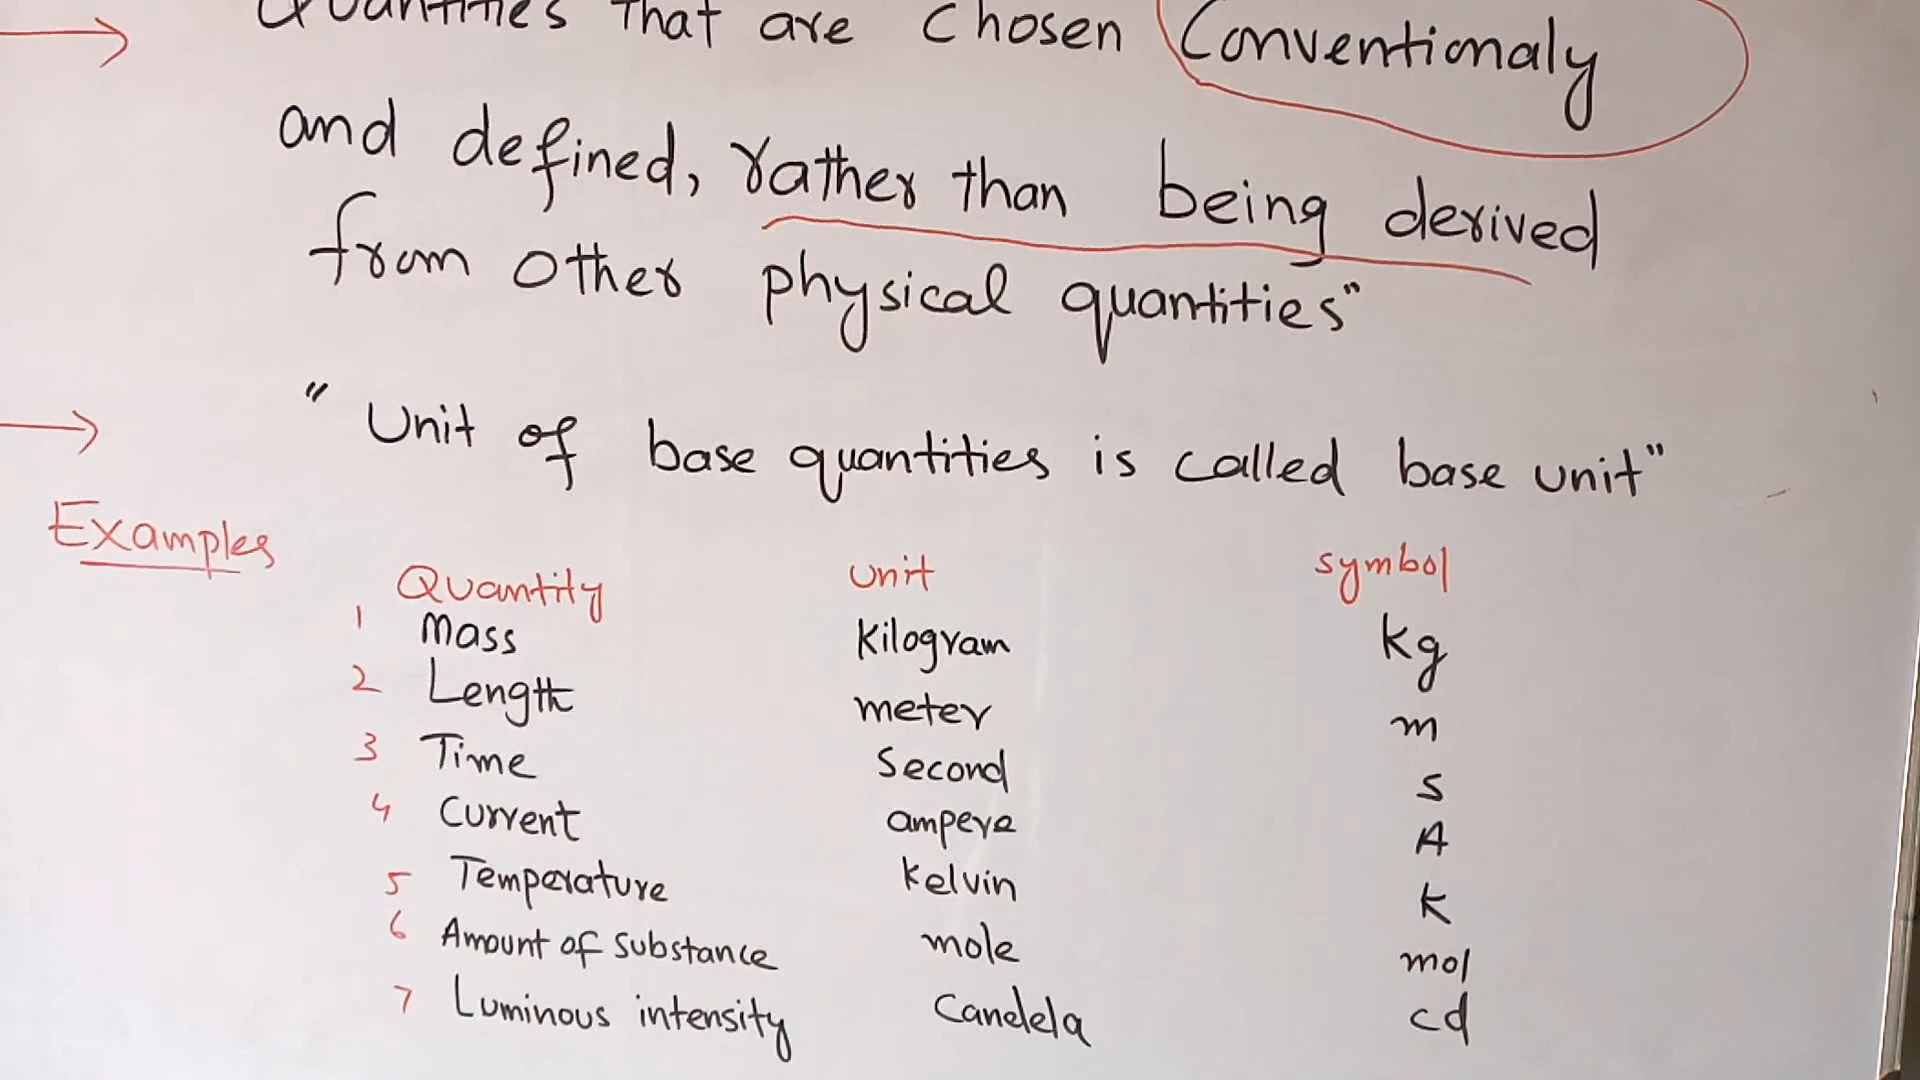 Quantities that are chosen Conventionaly
and defined, rather than being derived
from other physical quantities"
" Unit of base quantities is called base unit"
Examples
Quantity unit symbol
1 Mass kilogram kg
2 Length meter m
3 Time Second s
4 Current ampere A
5 Temperature kelvin k
6 Amount of substance mole mol
7 Luminous intensity Candela cd